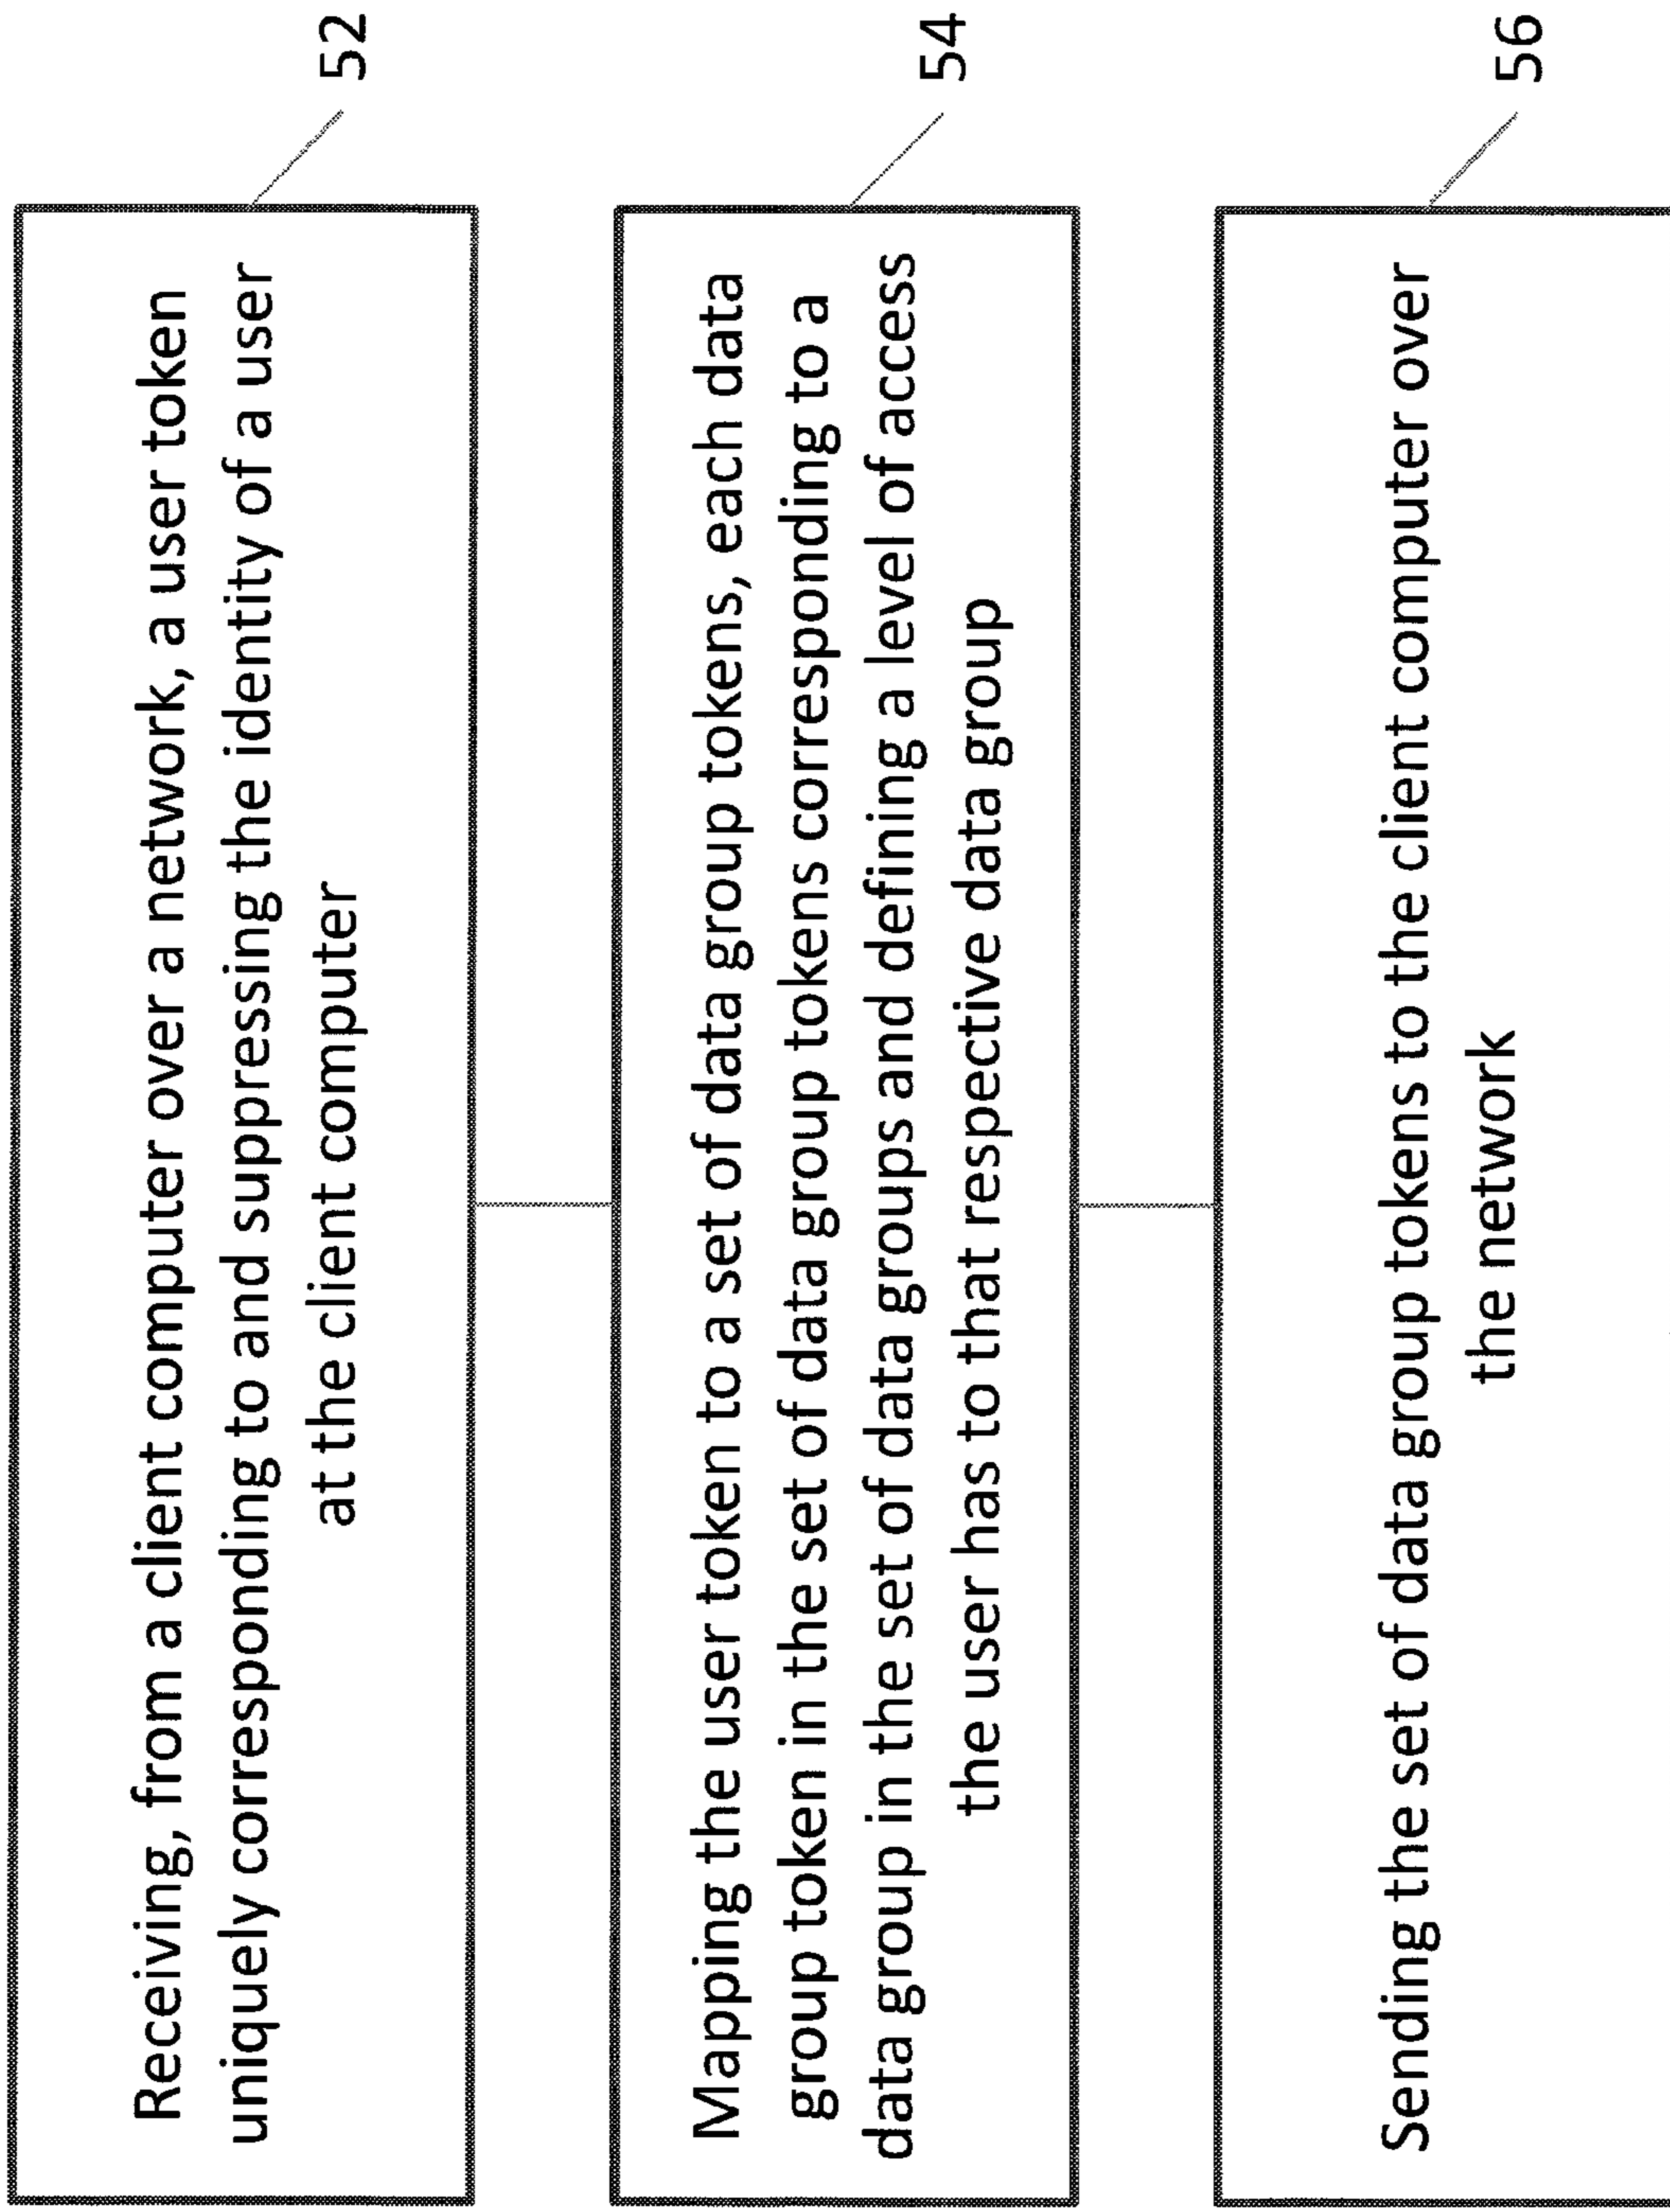 Receiving, from a client computer over a network, a user token
uniquely corresponding to and suppressing the identity of a user
at the client computer
52
Mapping the user token to a set of data group tokens, each data
group token in the set of data group tokens corresponding to a
data group in the set of data groups and defining a level of access
the user has to that respective data group
54
Sending the set of data group tokens to the client computer over
the network
56